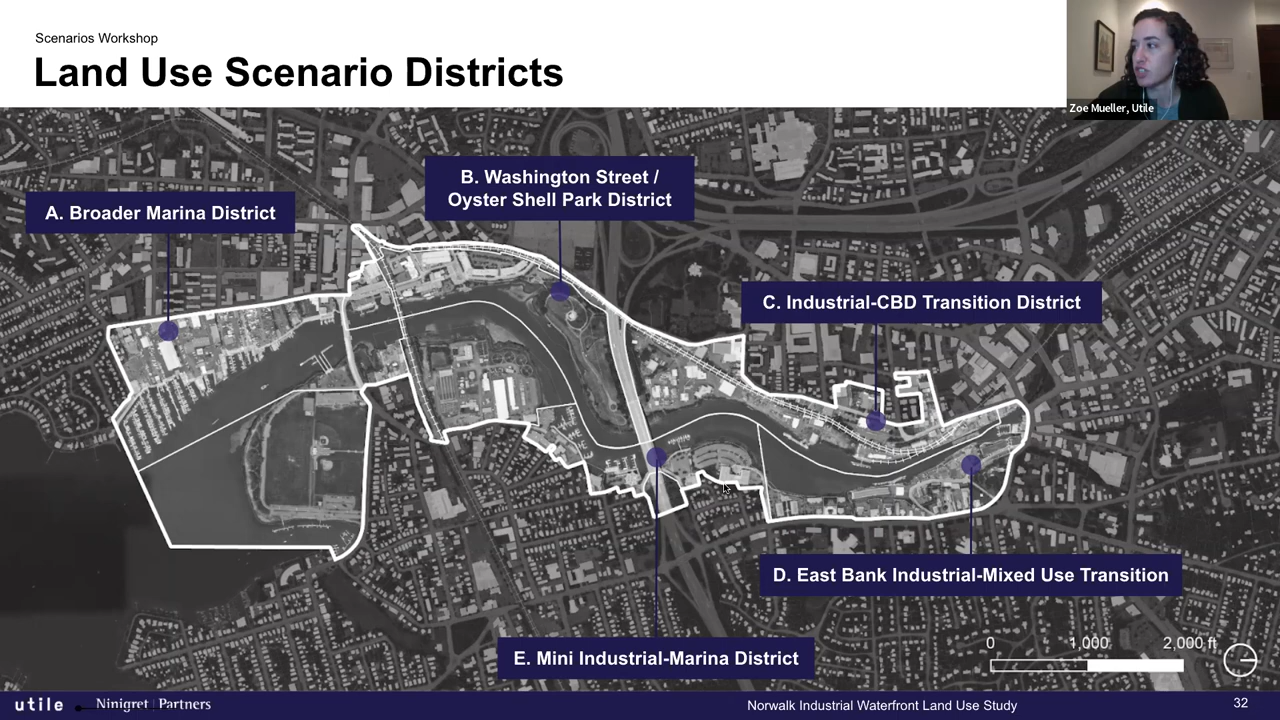 Scenarios Workshop
Land Use Scenario Districts
Zoe Mueller, Utile
A. Broader Marina District
B. Washington Street /
Oyster Shell Park District
C. Industrial-CBD Transition District
D. East Bank Industrial-Mixed Use Transition
E. Mini Industrial-Marina District
0 1,000 2,000 ft
utile Ninigret Partners
Norwalk Industrial Waterfront Land Use Study
32